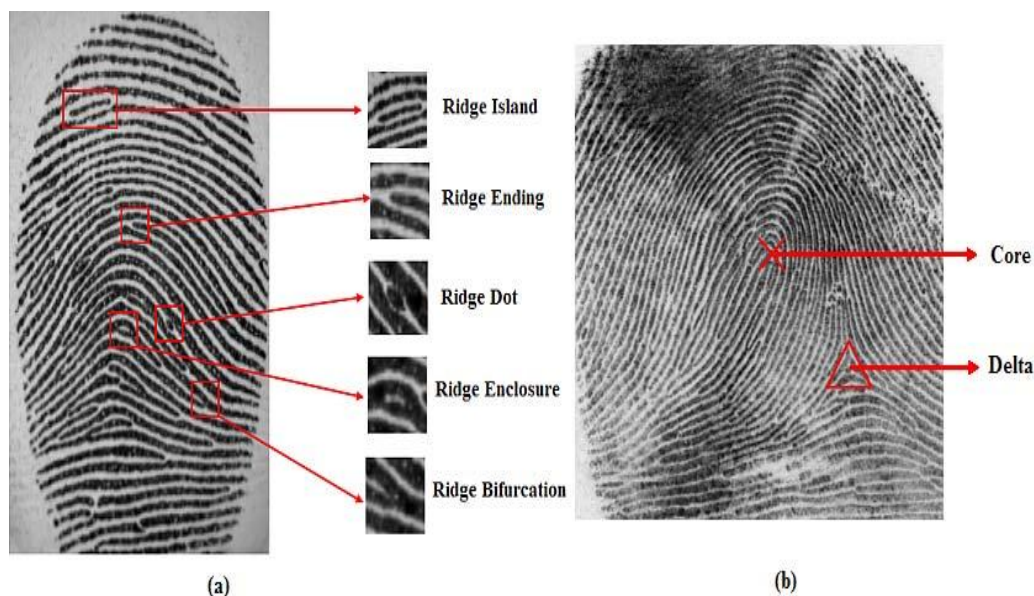 Ridge Island
Ridge Ending
Ridge Dot
Ridge Enclosure
Ridge Bifurcation
(a)
Core
Delta
(b)